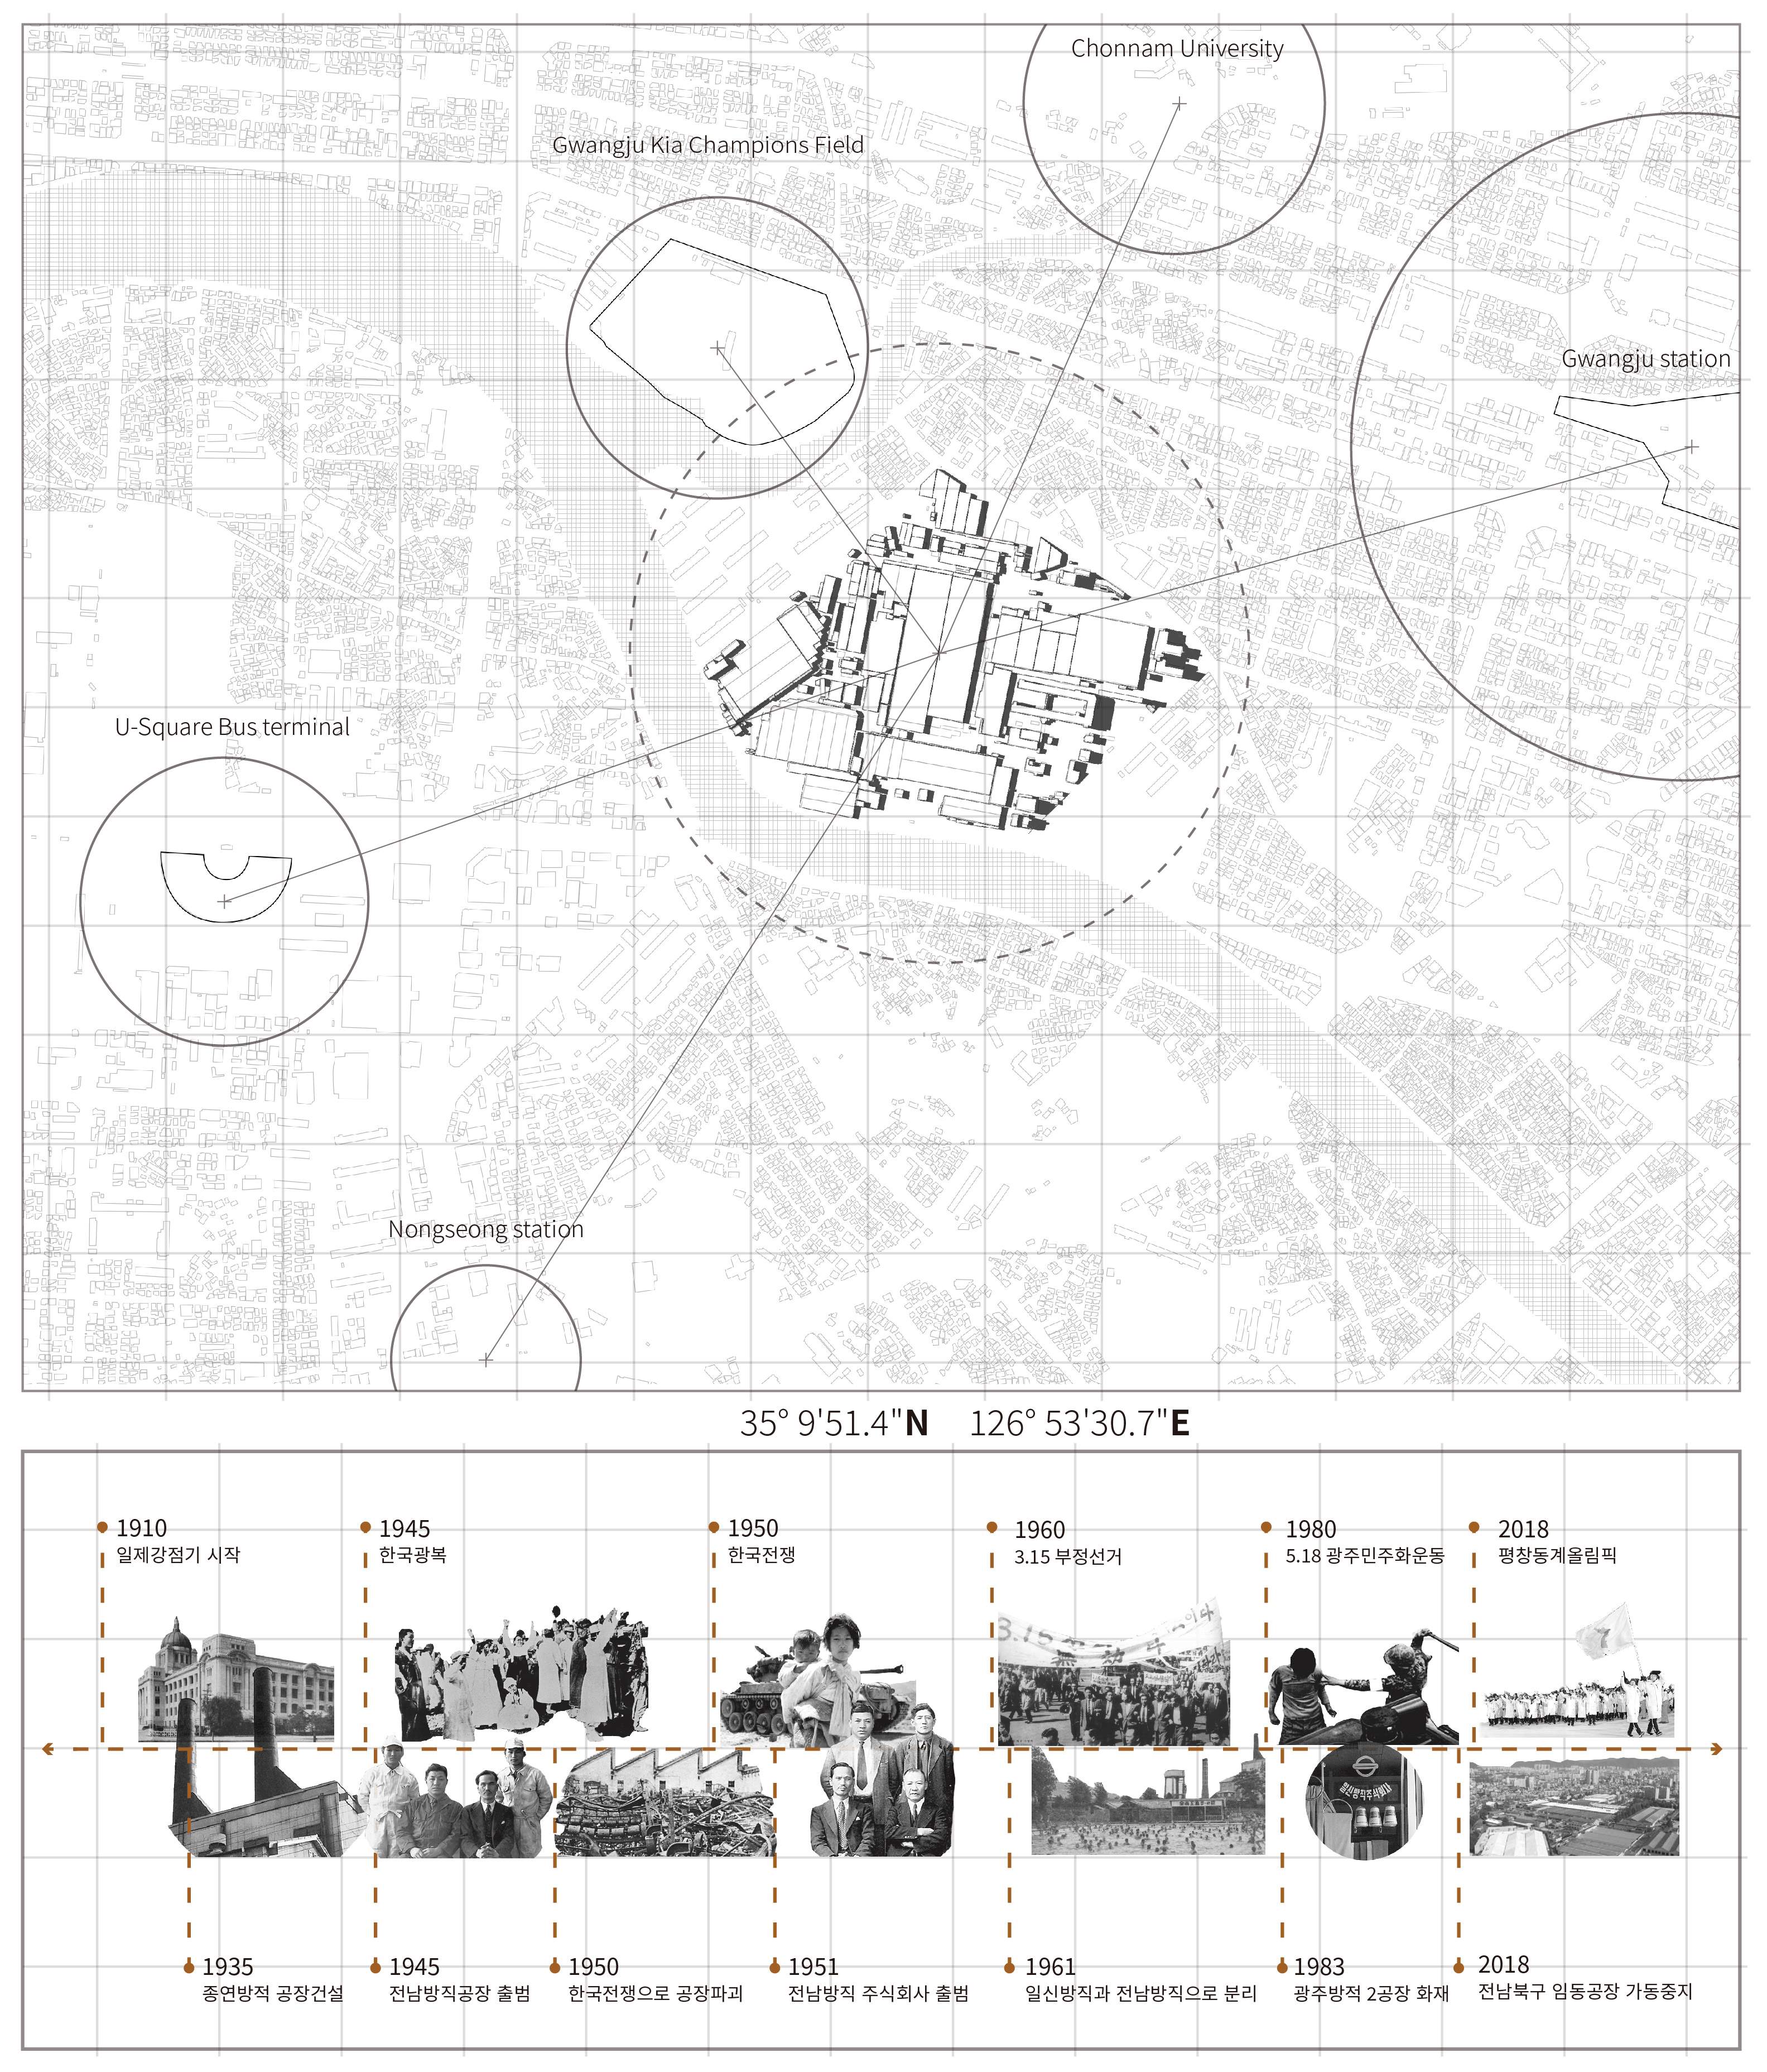 Chonnam University
Gwangju Kia Champions Field
Gwangju station
U-Square Bus terminal
Nongseong station
35° 9'51.4"N 126° 53'30.7"E
1910
일제강점기 시작
1945
한국광복
1950
한국전쟁
1960
3.15 부정선거
1980
5.18 광주민주화운동
2018
평창동계올림픽
3.15
1935
종연방적 공장건설
1945
전남방직공장 출범
1950
한국전쟁으로 공장파괴
1951
전남방직 주식회사 출범
1961
일신방직과 전남방직으로 분리
1983
광주방적 2공장 화재
2018
전남북구 임동공장 가동중지